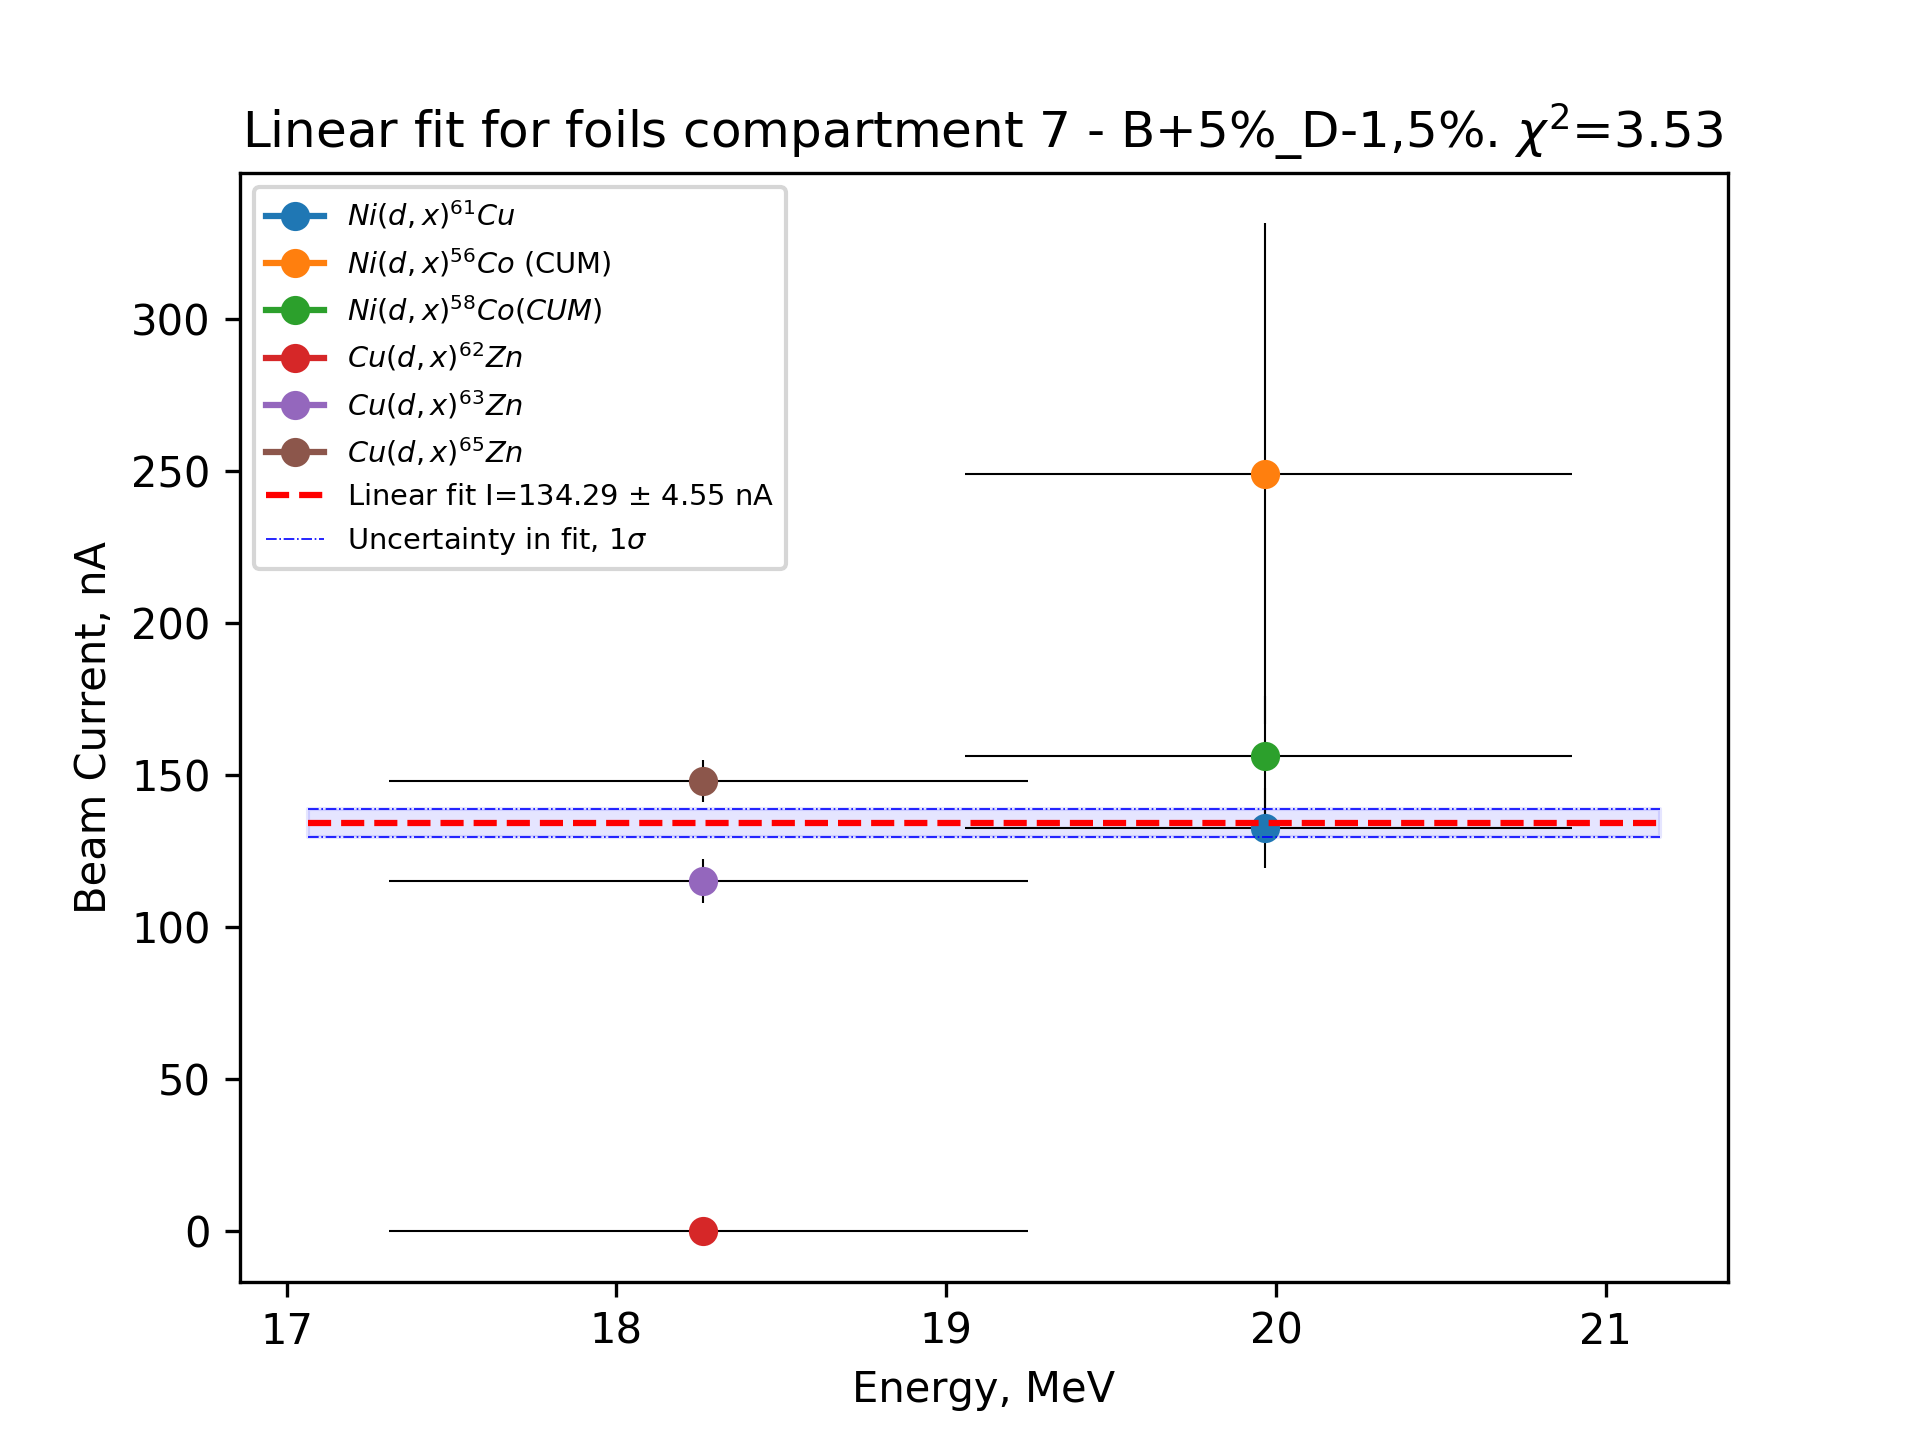 Linear fit for foils compartment 7 - B+5%_D-1,5%. χ²=3.53
Ni(d, x)⁶¹Cu
Ni(d, x)⁵⁶Co (CUM)
Ni(d, x)⁵⁸Co(CUM)
Cu(d, x)⁶²Zn
Cu(d, x)⁶³Zn
Cu(d, x)⁶⁵Zn
Linear fit I=134.29 ± 4.55 nA
Uncertainty in fit, 1σ
Beam Current, nA
300
250
200
150
100
50
0
17 18 19 20 21
Energy, MeV